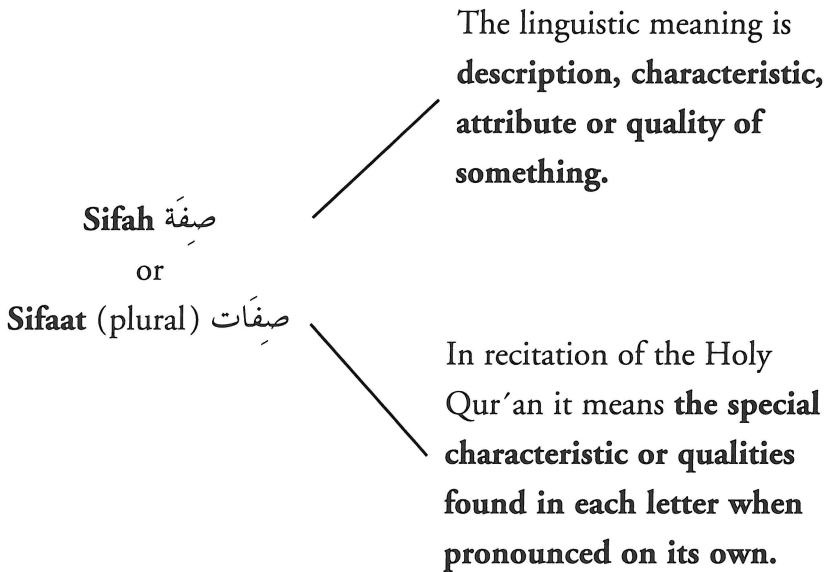 The linguistic meaning is
description, characteristic,
attribute or quality of
something.
Sifah صِفَة
or
Sifaat (plural) صِفَات
In recitation of the Holy
Qur´an it means the special
characteristic or qualities
found in each letter when
pronounced on its own.